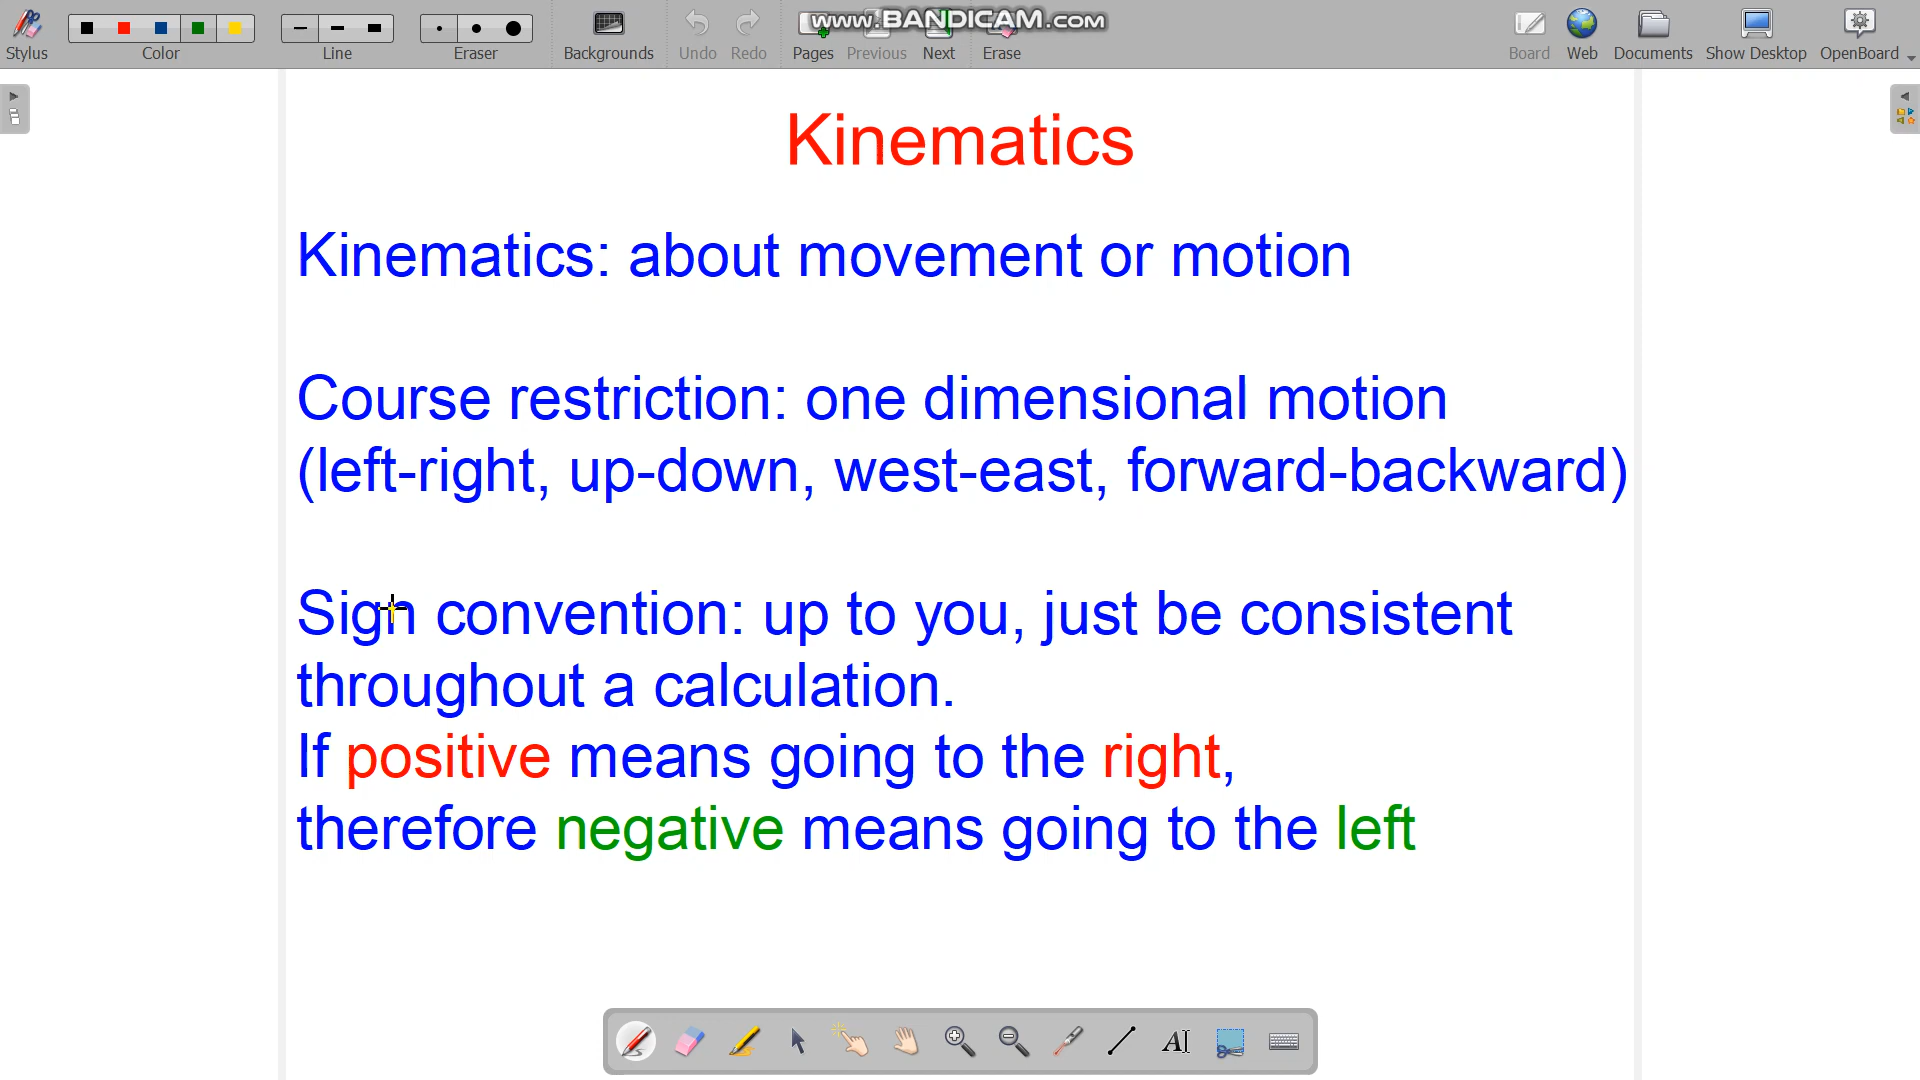 www.BANDICAM.com
Stylus Color Line Eraser Backgrounds Undo Redo Pages Previous Next Erase Board Web Documents Show Desktop OpenBoard
Kinematics
Kinematics: about movement or motion
Course restriction: one dimensional motion
(left-right, up-down, west-east, forward-backward)
Sign convention: up to you, just be consistent
throughout a calculation.
If positive means going to the right,
therefore negative means going to the left
AI